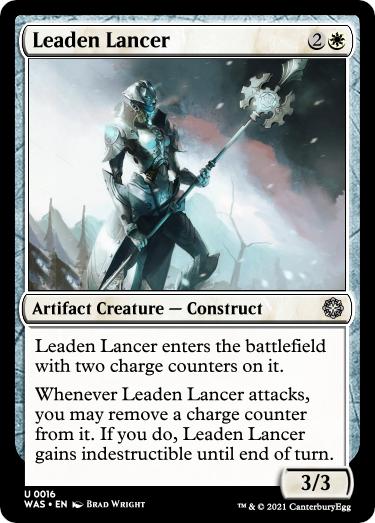 Leaden Lancer 2
Artifact Creature — Construct
Leaden Lancer enters the battlefield
with two charge counters on it.
Whenever Leaden Lancer attacks,
you may remove a charge counter
from it. If you do, Leaden Lancer
gains indestructible until end of turn.
3/3
U 0016
WAS • EN Brad Wright
™ & © 2021 CanterburyEgg